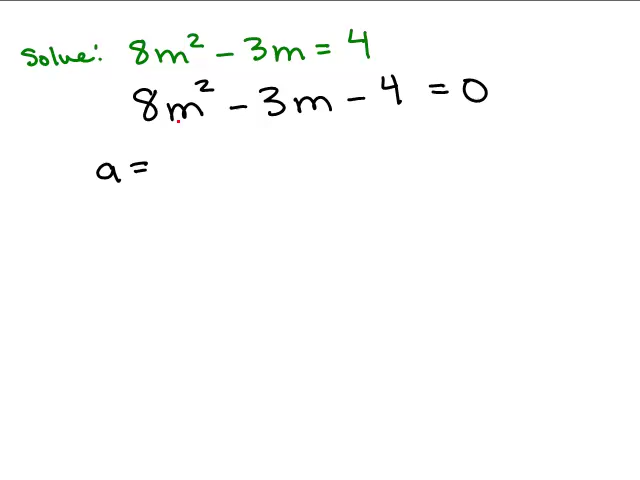 Solve: 8m² - 3m = 4
8m² - 3m - 4 = 0
a =